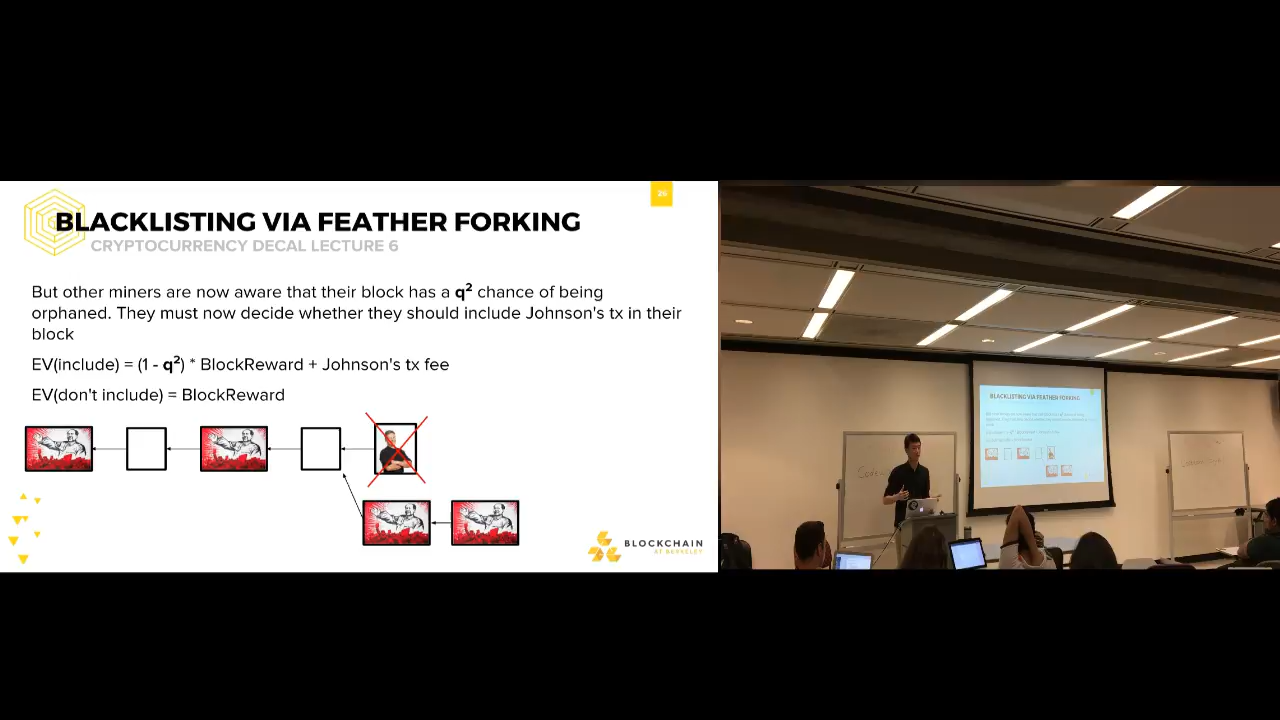 26
BLACKLISTING VIA FEATHER FORKING
CRYPTOCURRENCY DECAL LECTURE 6
But other miners are now aware that their block has a q² chance of being
orphaned. They must now decide whether they should include Johnson's tx in their
block
EV(include) = (1 - q²) * BlockReward + Johnson's tx fee
EV(don't include) = BlockReward
BLOCKCHAIN
AT BERKELEY
BLACKLISTING VIA FEATHER FORKING